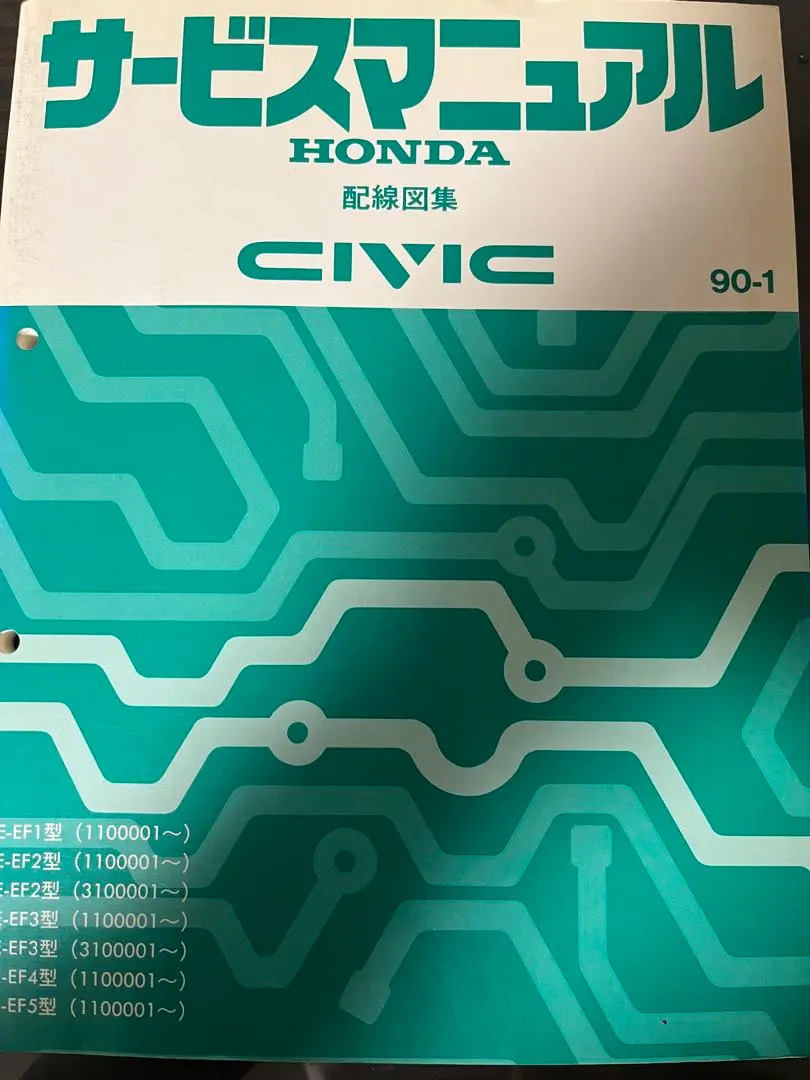 サービスマニュアル
HONDA
配線図集
CIVIC
90-1
E-EF1型 (1100001〜)
E-EF2型 (1100001〜)
E-EF2型 (3100001〜)
E-EF3型 (1100001〜)
E-EF3型 (3100001〜)
-EF4型 (1100001〜)
-EF5型 (1100001〜)